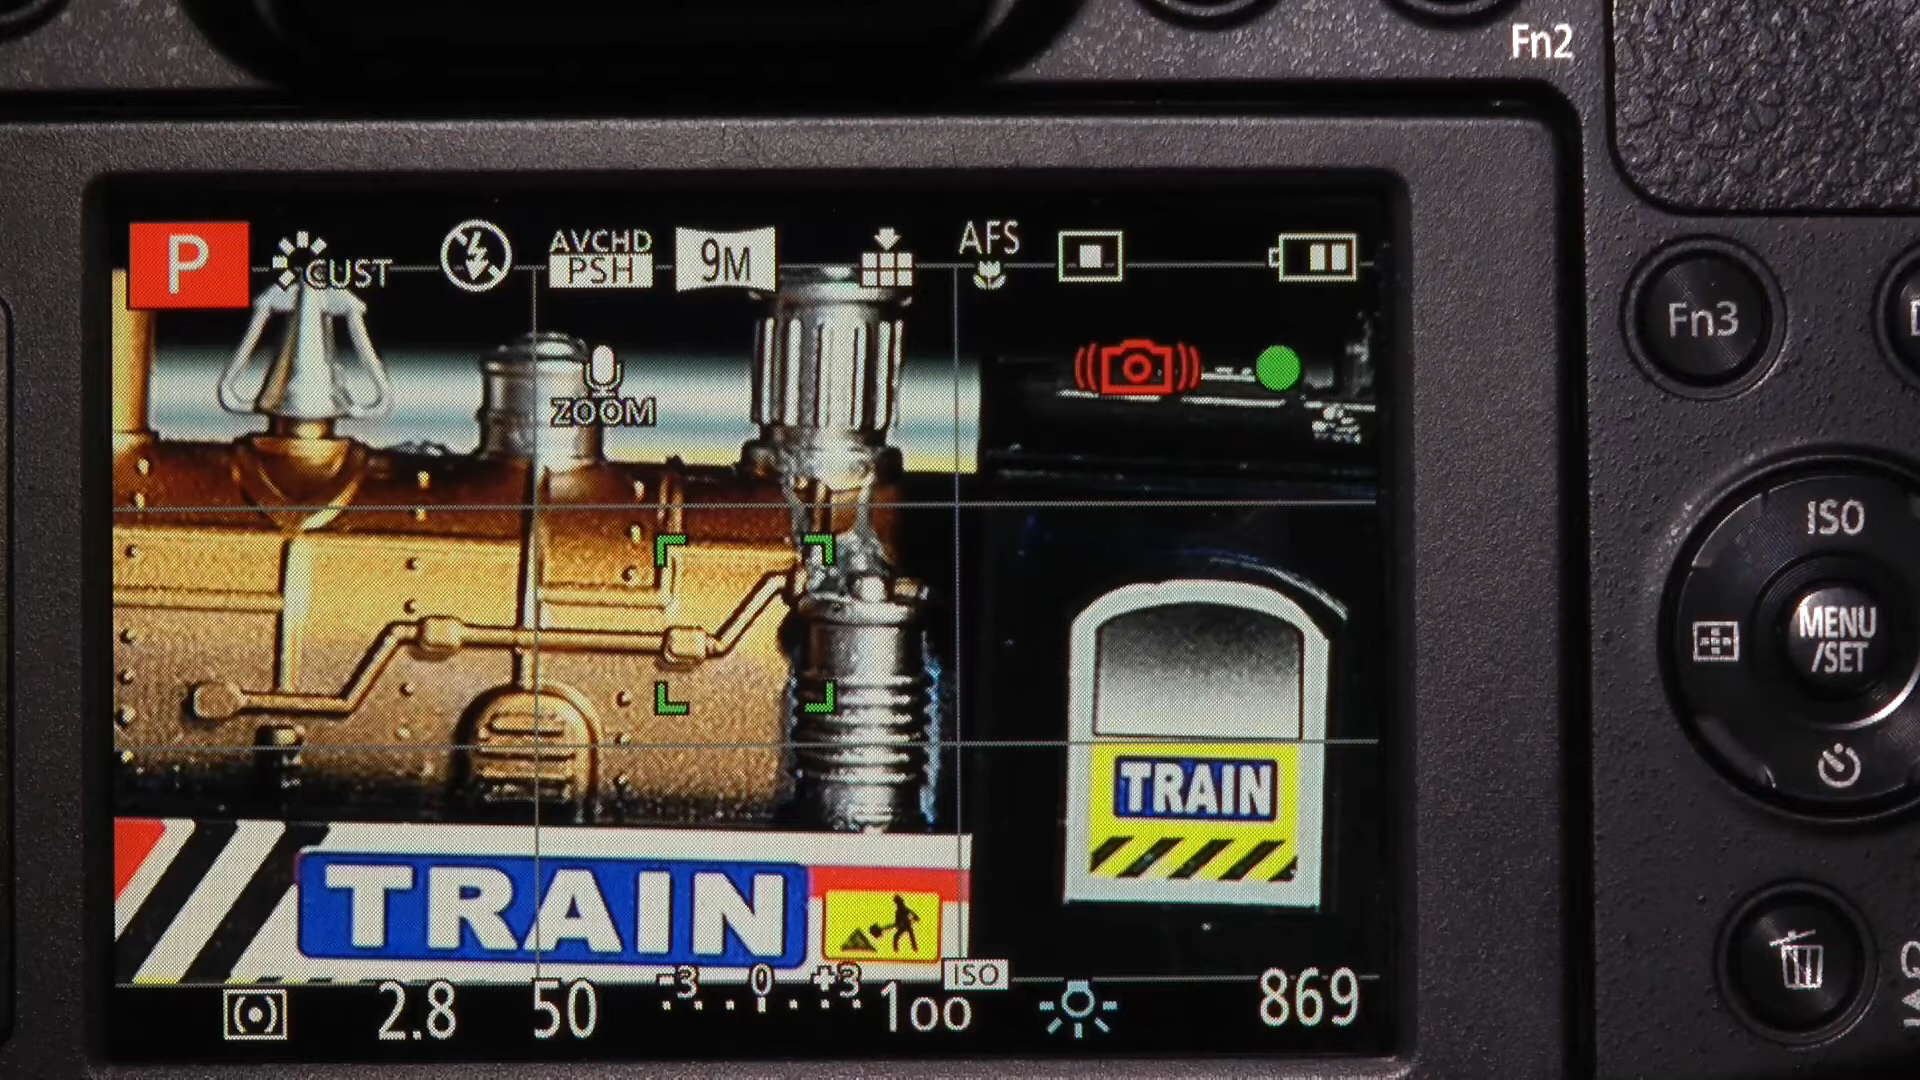 Fn2
P
CUST
AVCHD
PSH
9M
AFS
ZOOM
Fn3
ISO
MENU
/SET
TRAIN
TRAIN
-3 0 +3
ISO
2.8 50 100 869